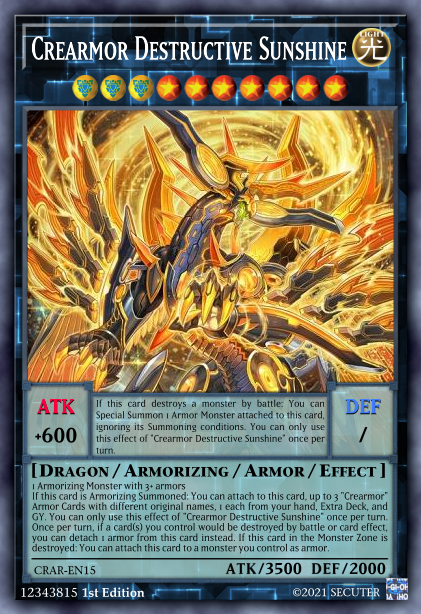 CREARMOR DESTRUCTIVE SUNSHINE
LIGHT
光
ATK
+600
If this card destroys a monster by battle: You can
Special Summon 1 Armor Monster attached to this card,
ignoring its Summoning conditions. You can only use
this effect of "Crearmor Destructive Sunshine" once per
turn.
DEF
/
[DRAGON / ARMORIZING / ARMOR / EFFECT]
1 Armorizing Monster with 3+ armors
If this card is Armorizing Summoned: You can attach to this card, up to 3 "Crearmor"
Armor Cards with different original names, 1 each from your hand, Extra Deck, and
GY. You can only use this effect of "Crearmor Destructive Sunshine" once per turn.
Once per turn, if a card(s) you control would be destroyed by battle or card effect,
you can detach 1 armor from this card instead. If this card in the Monster Zone is
destroyed: You can attach this card to a monster you control as armor.
CRAR-EN15
ATK/3500 DEF/2000
12343815 1st Edition
©2021 SECUTER